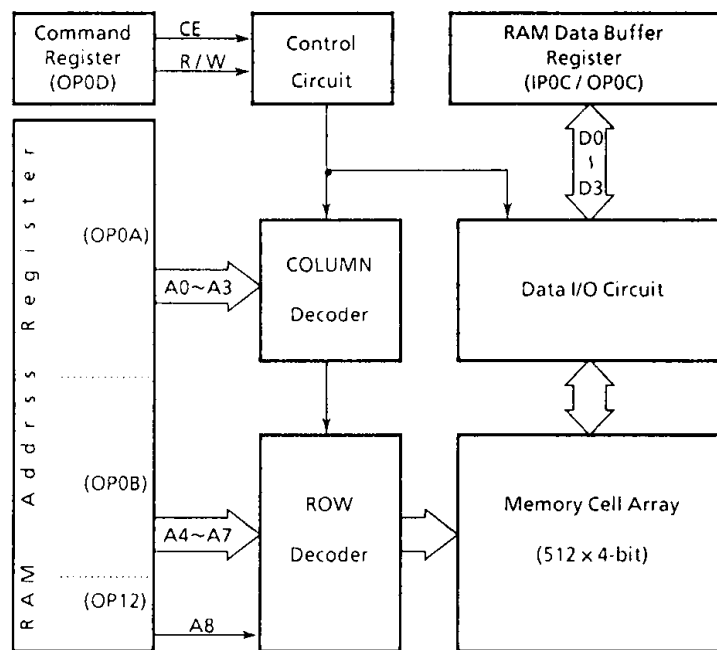 Command
Register
(OP0D)
CE
R / W
Control
Circuit
RAM Data Buffer
Register
(IP0C / OP0C)
D0
~
D3
RAM Addrss Register
(OP0A)
A0~A3
COLUMN
Decoder
Data I/O Circuit
(OP0B)
A4~A7
ROW
Decoder
Memory Cell Array
(512 x 4-bit)
(OP12)
A8